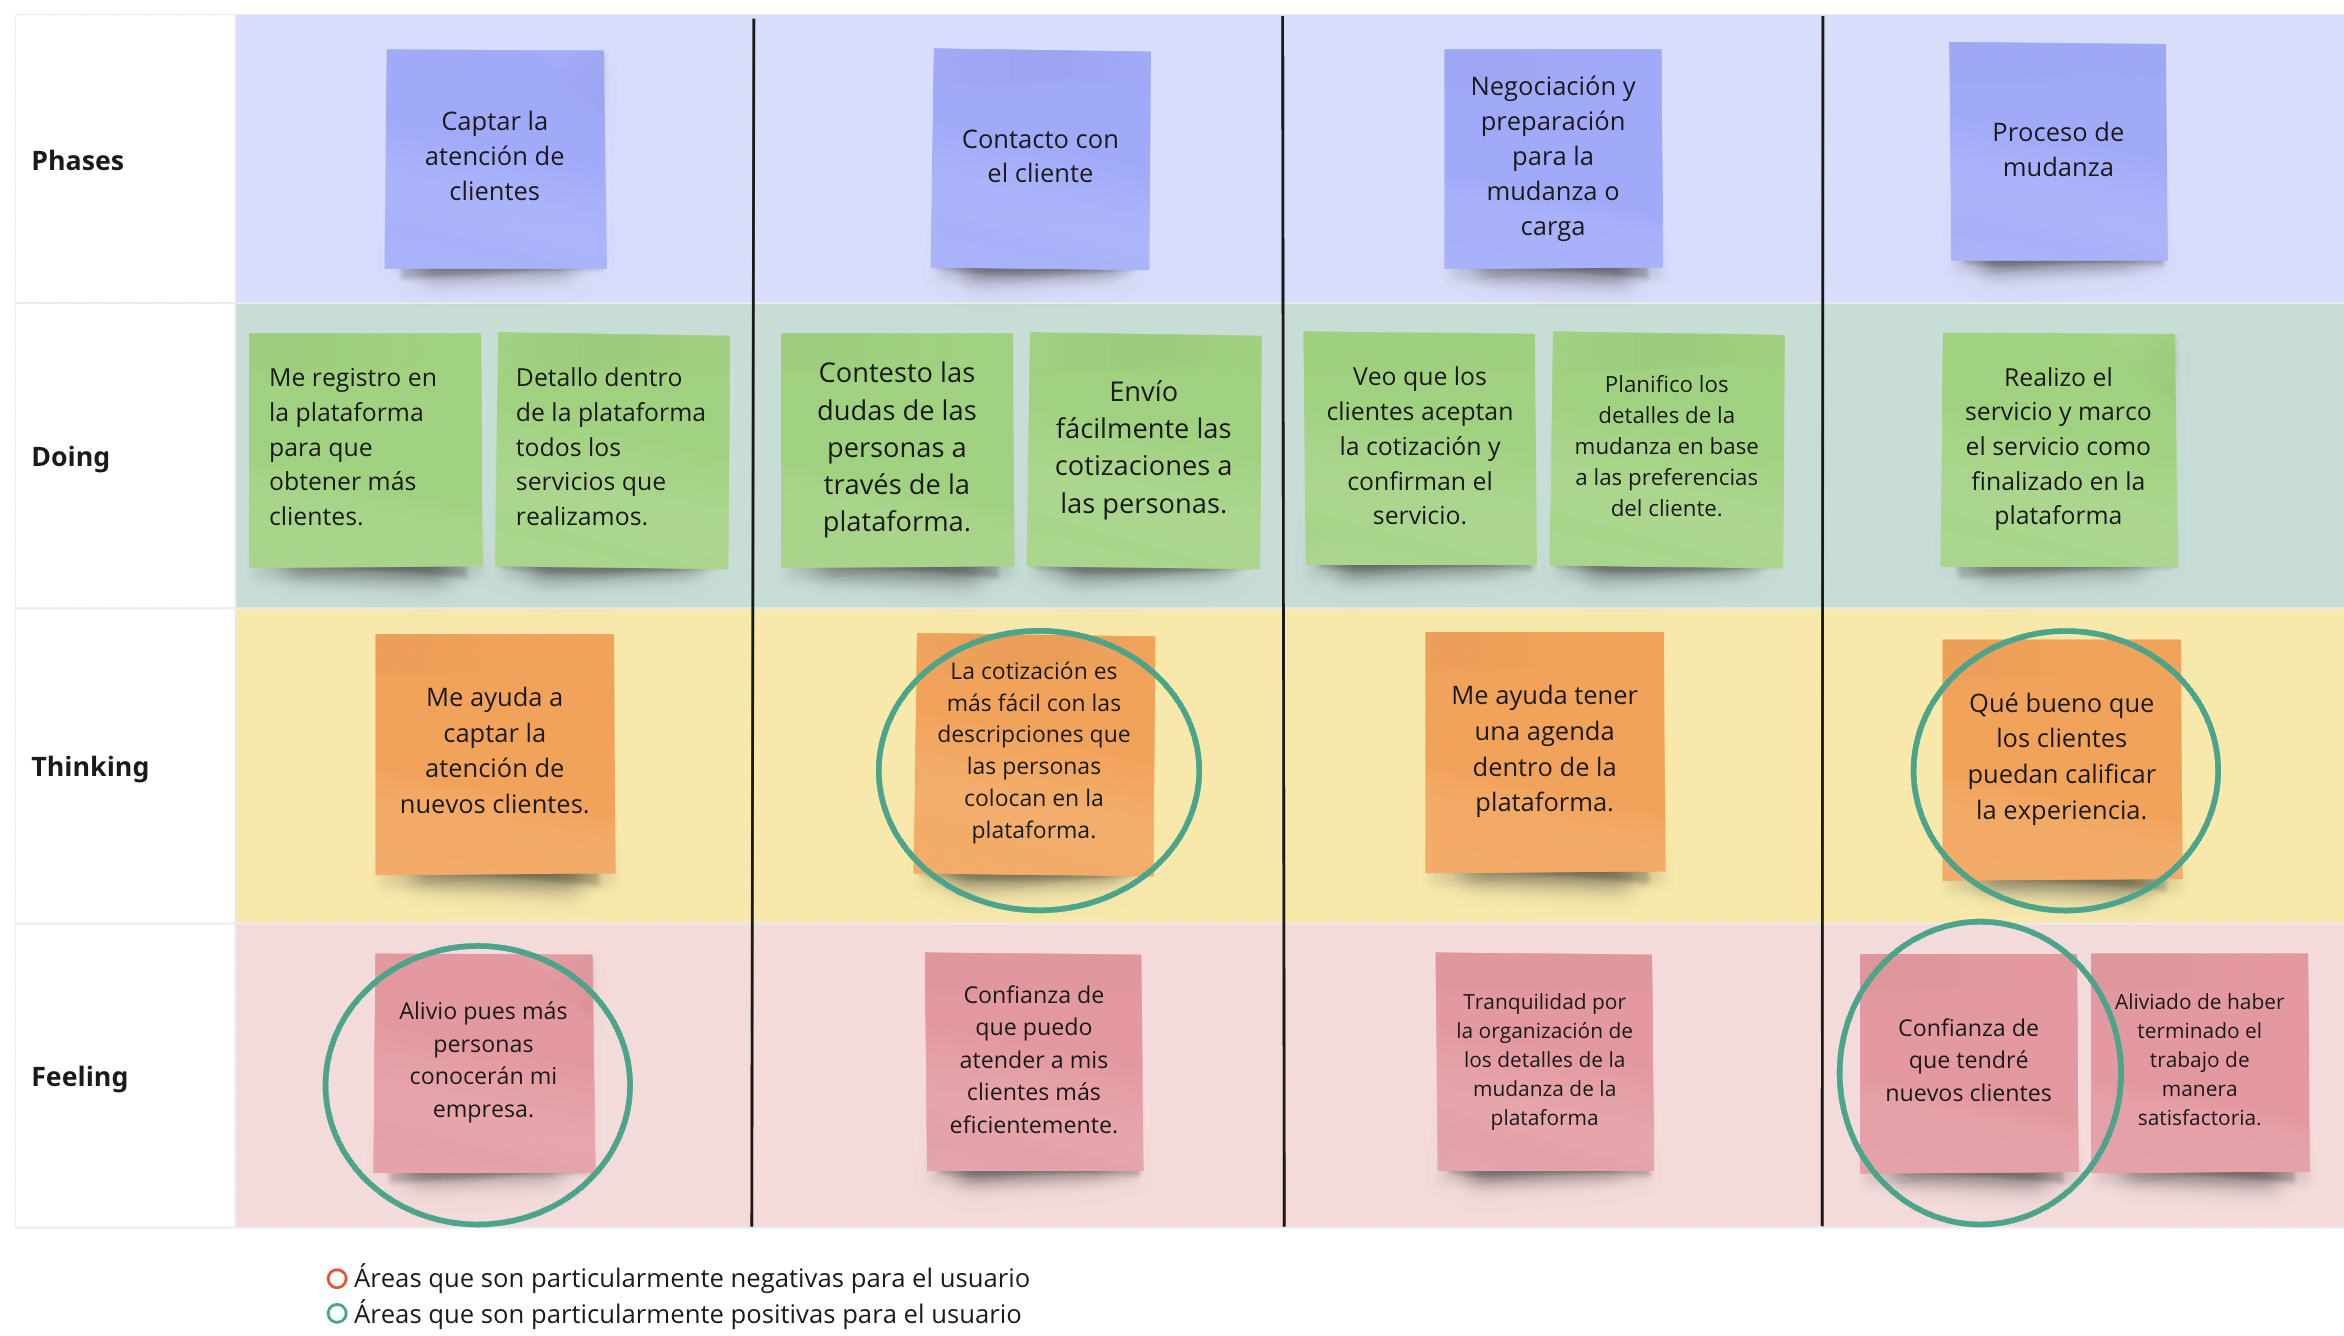 Phases
Captar la
atención de
clientes
Contacto con
el cliente
Negociación y
preparación
para la
mudanza o
carga
Proceso de
mudanza
Doing
Me registro en
la plataforma
para que
obtener más
clientes.
Detallo dentro
de la plataforma
todos los
servicios que
realizamos.
Contesto las
dudas de las
personas a
través de la
plataforma.
Envío
fácilmente las
cotizaciones a
las personas.
Veo que los
clientes aceptan
la cotización y
confirman el
servicio.
Planifico los
detalles de la
mudanza en base
a las preferencias
del cliente.
Realizo el
servicio y marco
el servicio como
finalizado en la
plataforma
Thinking
Me ayuda a
captar la
atención de
nuevos clientes.
La cotización es
más fácil con las
descripciones que
las personas
colocan en la
plataforma.
Me ayuda tener
una agenda
dentro de la
plataforma.
Qué bueno que
los clientes
puedan calificar
la experiencia.
Feeling
Alivio pues más
personas
conocerán mi
empresa.
Confianza de
que puedo
atender a mis
clientes más
eficientemente.
Tranquilidad por
la organización de
los detalles de la
mudanza de la
plataforma
Confianza de
que tendré
nuevos clientes
Aliviado de haber
terminado el
trabajo de
manera
satisfactoria.
Áreas que son particularmente negativas para el usuario
Áreas que son particularmente positivas para el usuario